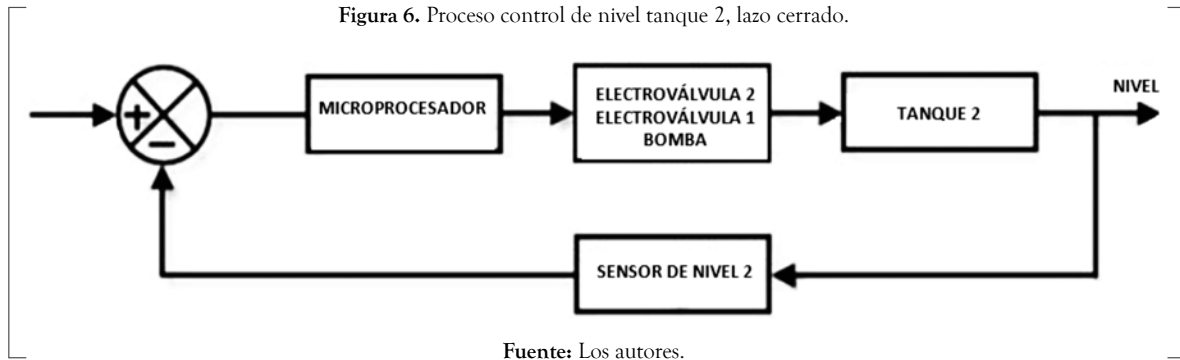 Figura 6. Proceso control de nivel tanque 2, lazo cerrado.
NIVEL
MICROPROCESADOR
ELECTROVÁLVULA 2
ELECTROVÁLVULA 1
BOMBA
TANQUE 2
+
−
SENSOR DE NIVEL 2
Fuente: Los autores.